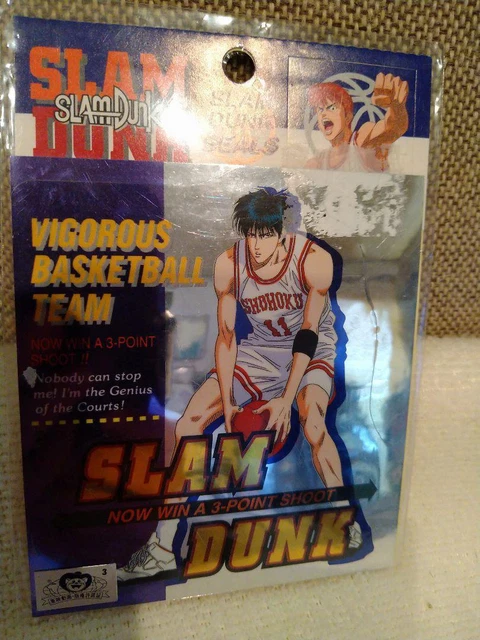 SLAM
SLAM DUNK
DUNK
SLAM
DUNK
SEALS
VIGOROUS
BASKETBALL
TEAM
NOW WIN A 3-POINT
SHOOT !!
Nobody can stop
me! I'm the Genius
of the Courts!
SHOHOKU
11
SLAM
NOW WIN A 3-POINT SHOOT
DUNK
3